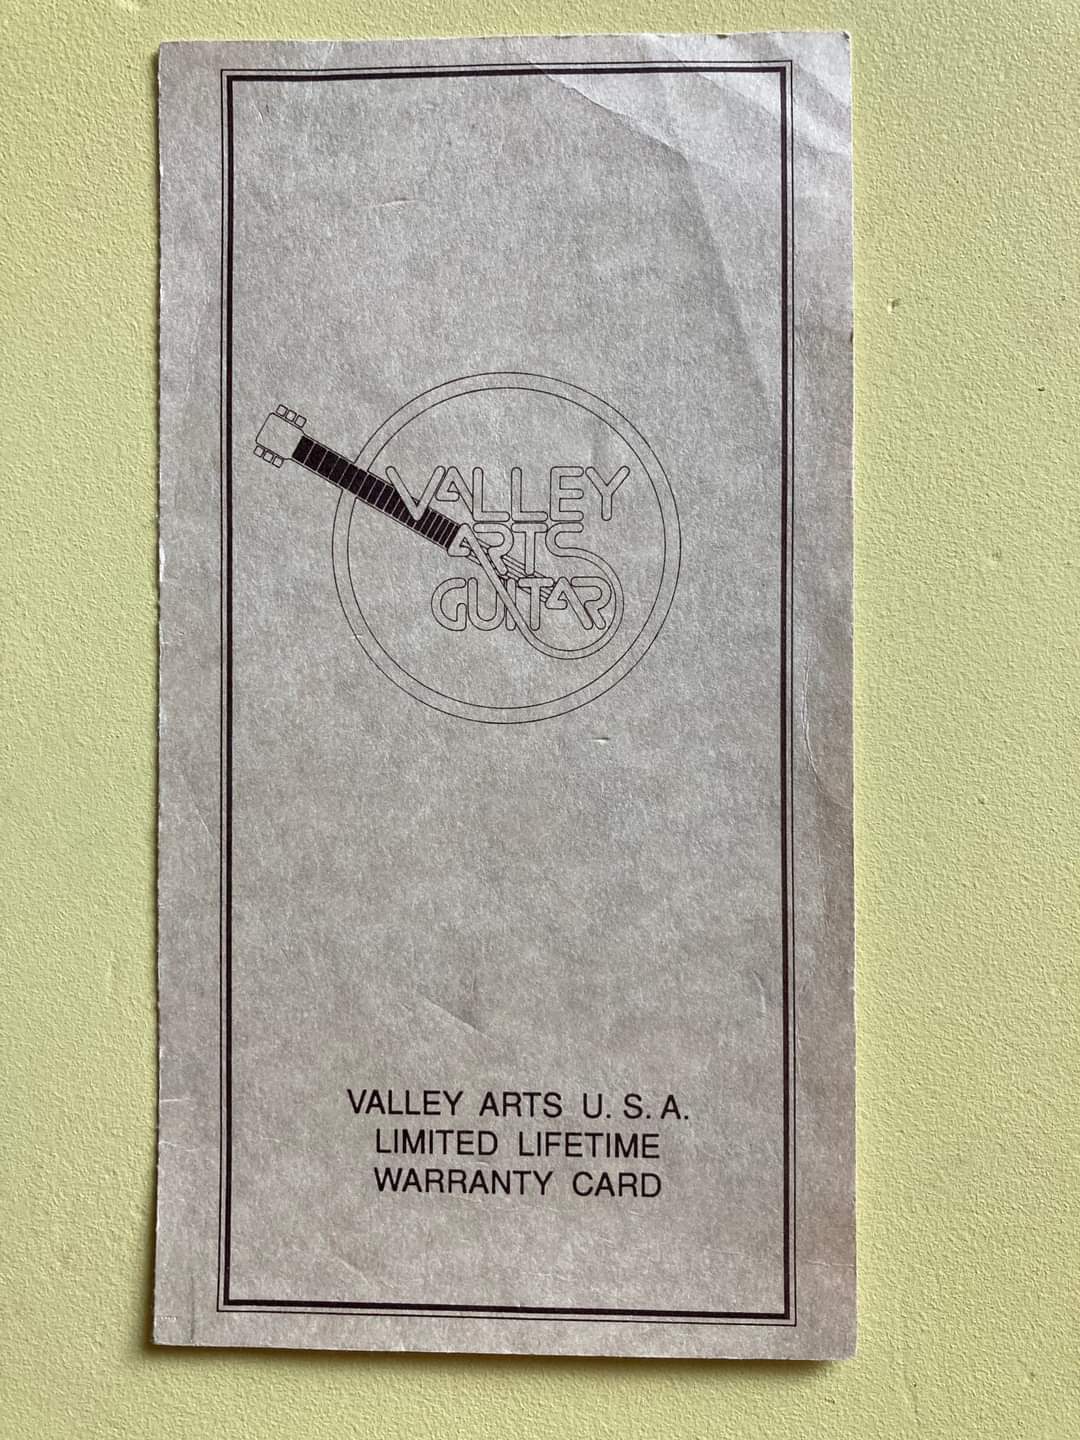 VALLEY
ARTS
GUITAR
VALLEY ARTS U. S. A.
LIMITED LIFETIME
WARRANTY CARD